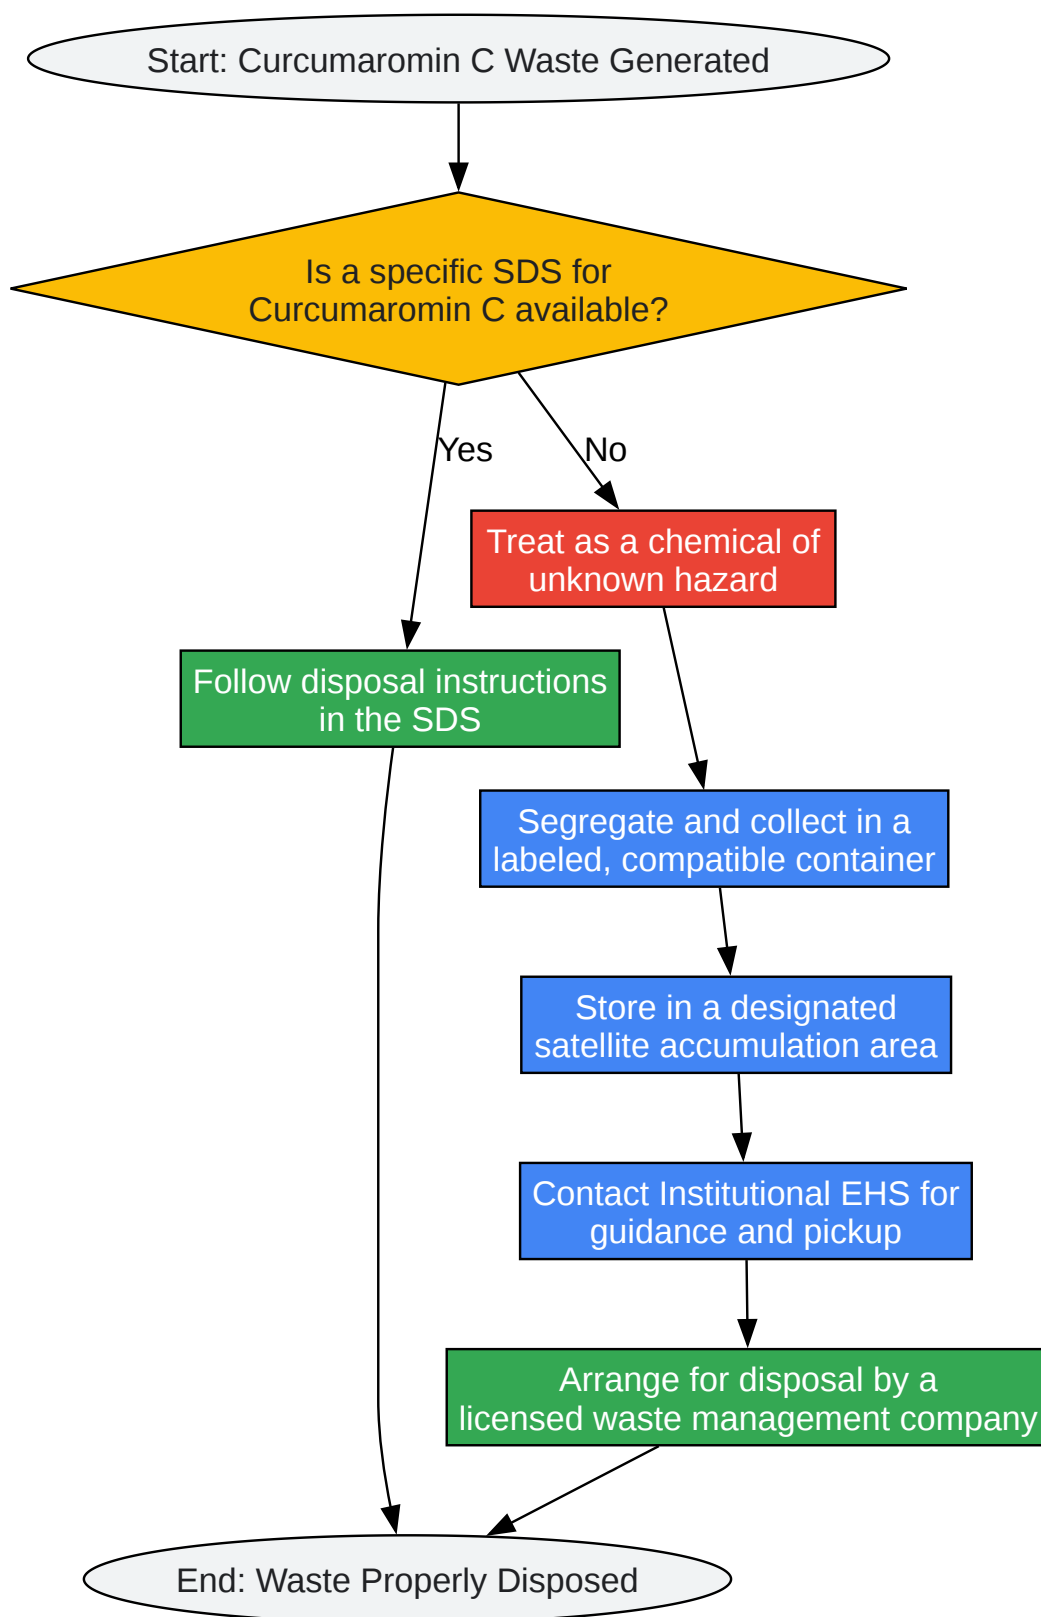 Start: Curcumaromin C Waste Generated
Is a specific SDS for
Curcumaromin C available?
Yes
No
Treat as a chemical of
unknown hazard
Follow disposal instructions
in the SDS
Segregate and collect in a
labeled, compatible container
Store in a designated
satellite accumulation area
Contact Institutional EHS for
guidance and pickup
Arrange for disposal by a
licensed waste management company
End: Waste Properly Disposed